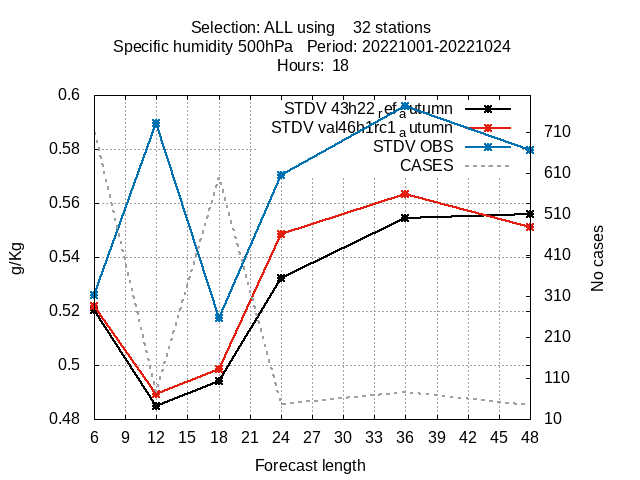 Selection: ALL using    32 stations
Specific humidity 500hPa   Period: 20221001-20221024
Hours:  18
STDV 43h22ᵣef ₐutumn
STDV val46h1rc1ₐutumn
STDV OBS
CASES
0.6
0.58
0.56
0.54
0.52
0.5
0.48
g/Kg
710
610
510
410
310
210
110
10
No cases
6 9 12 15 18 21 24 27 30 33 36 39 42 45 48
Forecast length